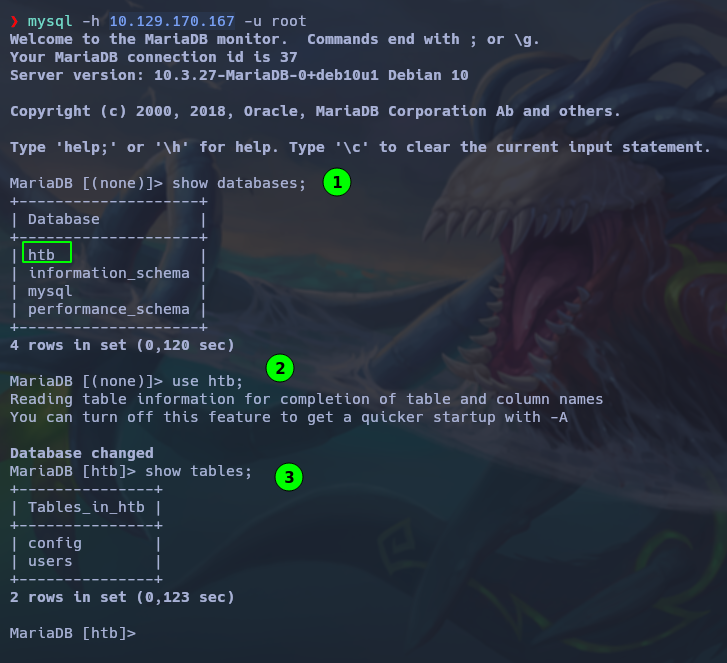 ❯ mysql -h 10.129.170.167 -u root
Welcome to the MariaDB monitor.  Commands end with ; or \g.
Your MariaDB connection id is 37
Server version: 10.3.27-MariaDB-0+deb10u1 Debian 10

Copyright (c) 2000, 2018, Oracle, MariaDB Corporation Ab and others.

Type 'help;' or '\h' for help. Type '\c' to clear the current input statement.

MariaDB [(none)]> show databases; 1
+--------------------+
| Database           |
+--------------------+
| htb                |
| information_schema |
| mysql              |
| performance_schema |
+--------------------+
4 rows in set (0,120 sec)
2
MariaDB [(none)]> use htb;
Reading table information for completion of table and column names
You can turn off this feature to get a quicker startup with -A

Database changed
MariaDB [htb]> show tables; 3
+---------------+
| Tables_in_htb |
+---------------+
| config        |
| users         |
+---------------+
2 rows in set (0,123 sec)

MariaDB [htb]>